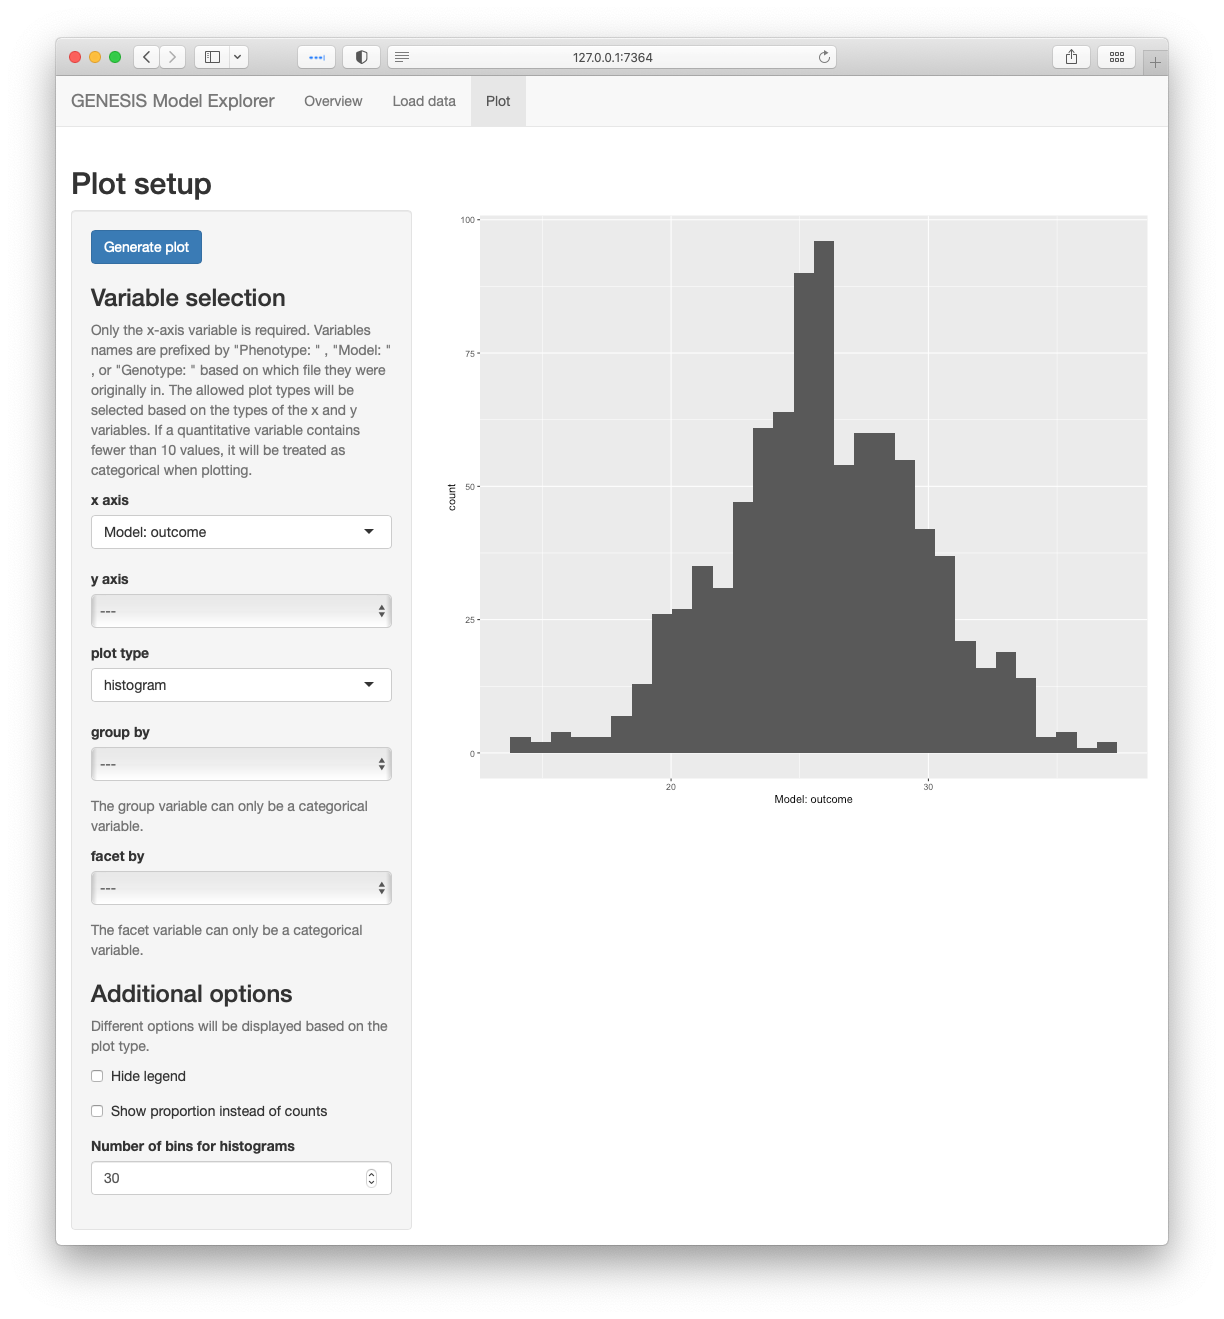 127.0.0.1:7364
GENESIS Model Explorer Overview Load data Plot
Plot setup
Generate plot
Variable selection
Only the x-axis variable is required. Variables
names are prefixed by "Phenotype: " , "Model: "
, or "Genotype: " based on which file they were
originally in. The allowed plot types will be
selected based on the types of the x and y
variables. If a quantitative variable contains
fewer than 10 values, it will be treated as
categorical when plotting.
x axis
Model: outcome
y axis
---
plot type
histogram
group by
---
The group variable can only be a categorical
variable.
facet by
---
The facet variable can only be a categorical
variable.
Additional options
Different options will be displayed based on the
plot type.
Hide legend
Show proportion instead of counts
Number of bins for histograms
30
100
75
50
25
0
count
20 30
Model: outcome